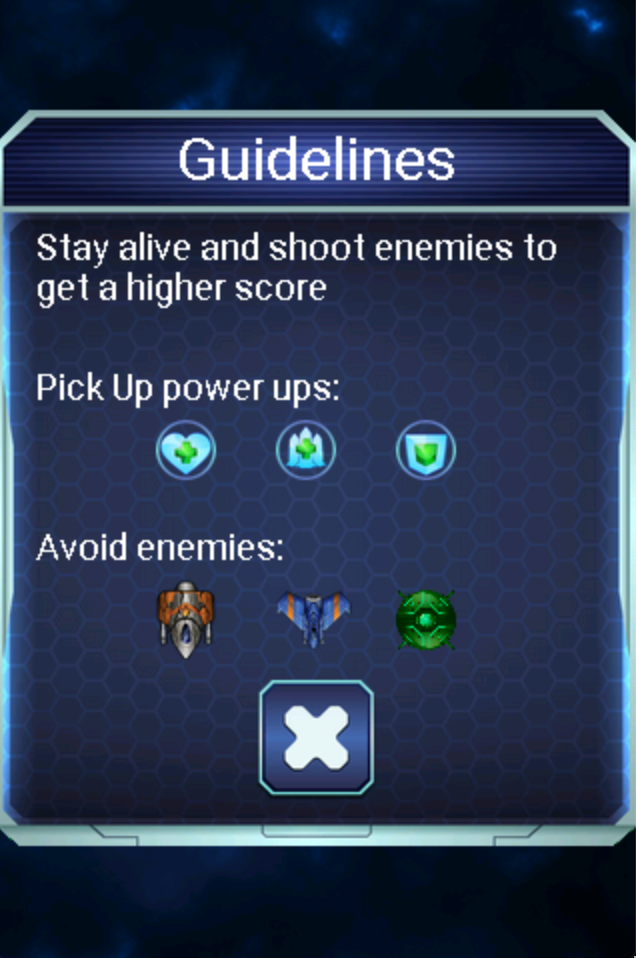 Guidelines
Stay alive and shoot enemies to
get a higher score
Pick Up power ups:
Avoid enemies: